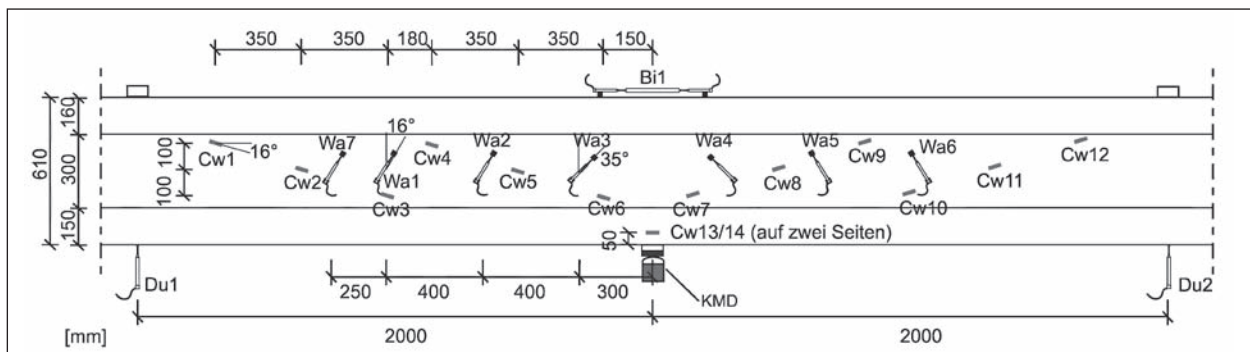 350 350 180 350 350 150
Bi1
160
300
150
610
100
100
Cw1
16°
Cw2
Wa7
Wa1
16°
Cw3
Cw4
Wa2
Cw5
Wa3
35°
Cw6
Wa4
Cw7
Cw8
Wa5
Cw9
Wa6
Cw10
Cw11
Cw12
50
Cw13/14 (auf zwei Seiten)
Du1
250 400 400 300
KMD
Du2
[mm]
2000 2000